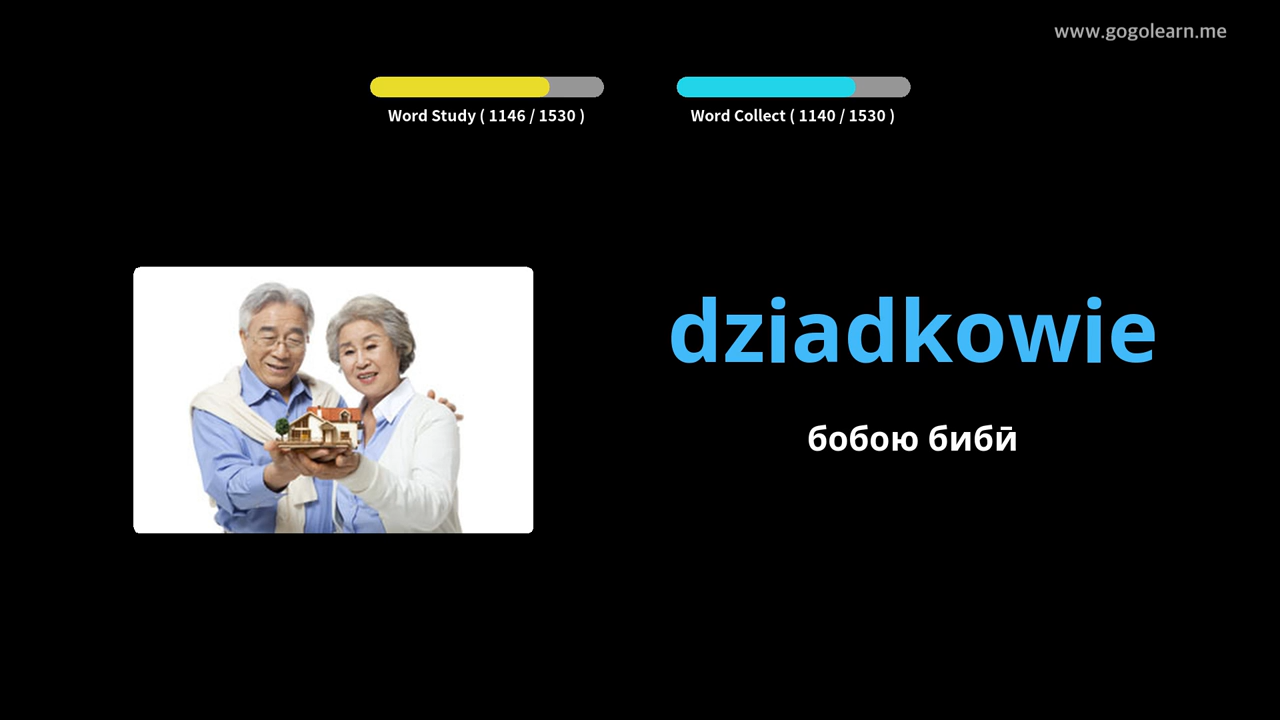 www.gogolearn.me
Word Study ( 1146 / 1530 )
Word Collect ( 1140 / 1530 )
dziadkowie
бобою бибӣ